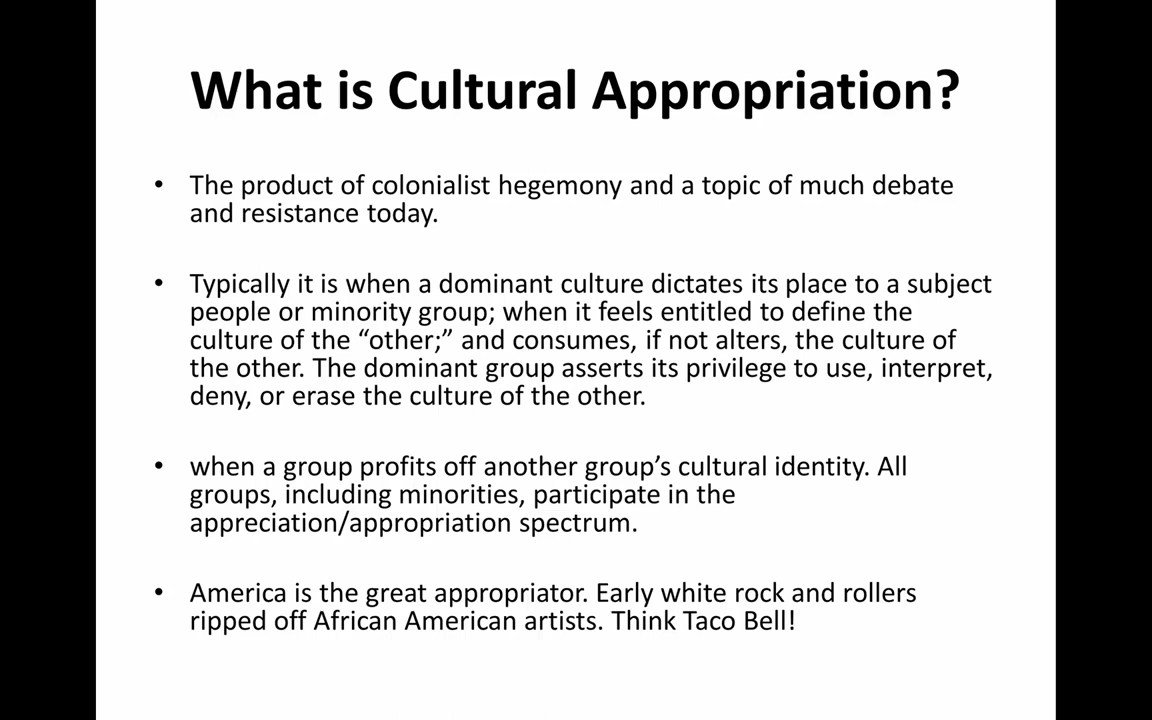 What is Cultural Appropriation?
• The product of colonialist hegemony and a topic of much debate
and resistance today.
• Typically it is when a dominant culture dictates its place to a subject
people or minority group; when it feels entitled to define the
culture of the “other;” and consumes, if not alters, the culture of
the other. The dominant group asserts its privilege to use, interpret,
deny, or erase the culture of the other.
• when a group profits off another group’s cultural identity. All
groups, including minorities, participate in the
appreciation/appropriation spectrum.
• America is the great appropriator. Early white rock and rollers
ripped off African American artists. Think Taco Bell!